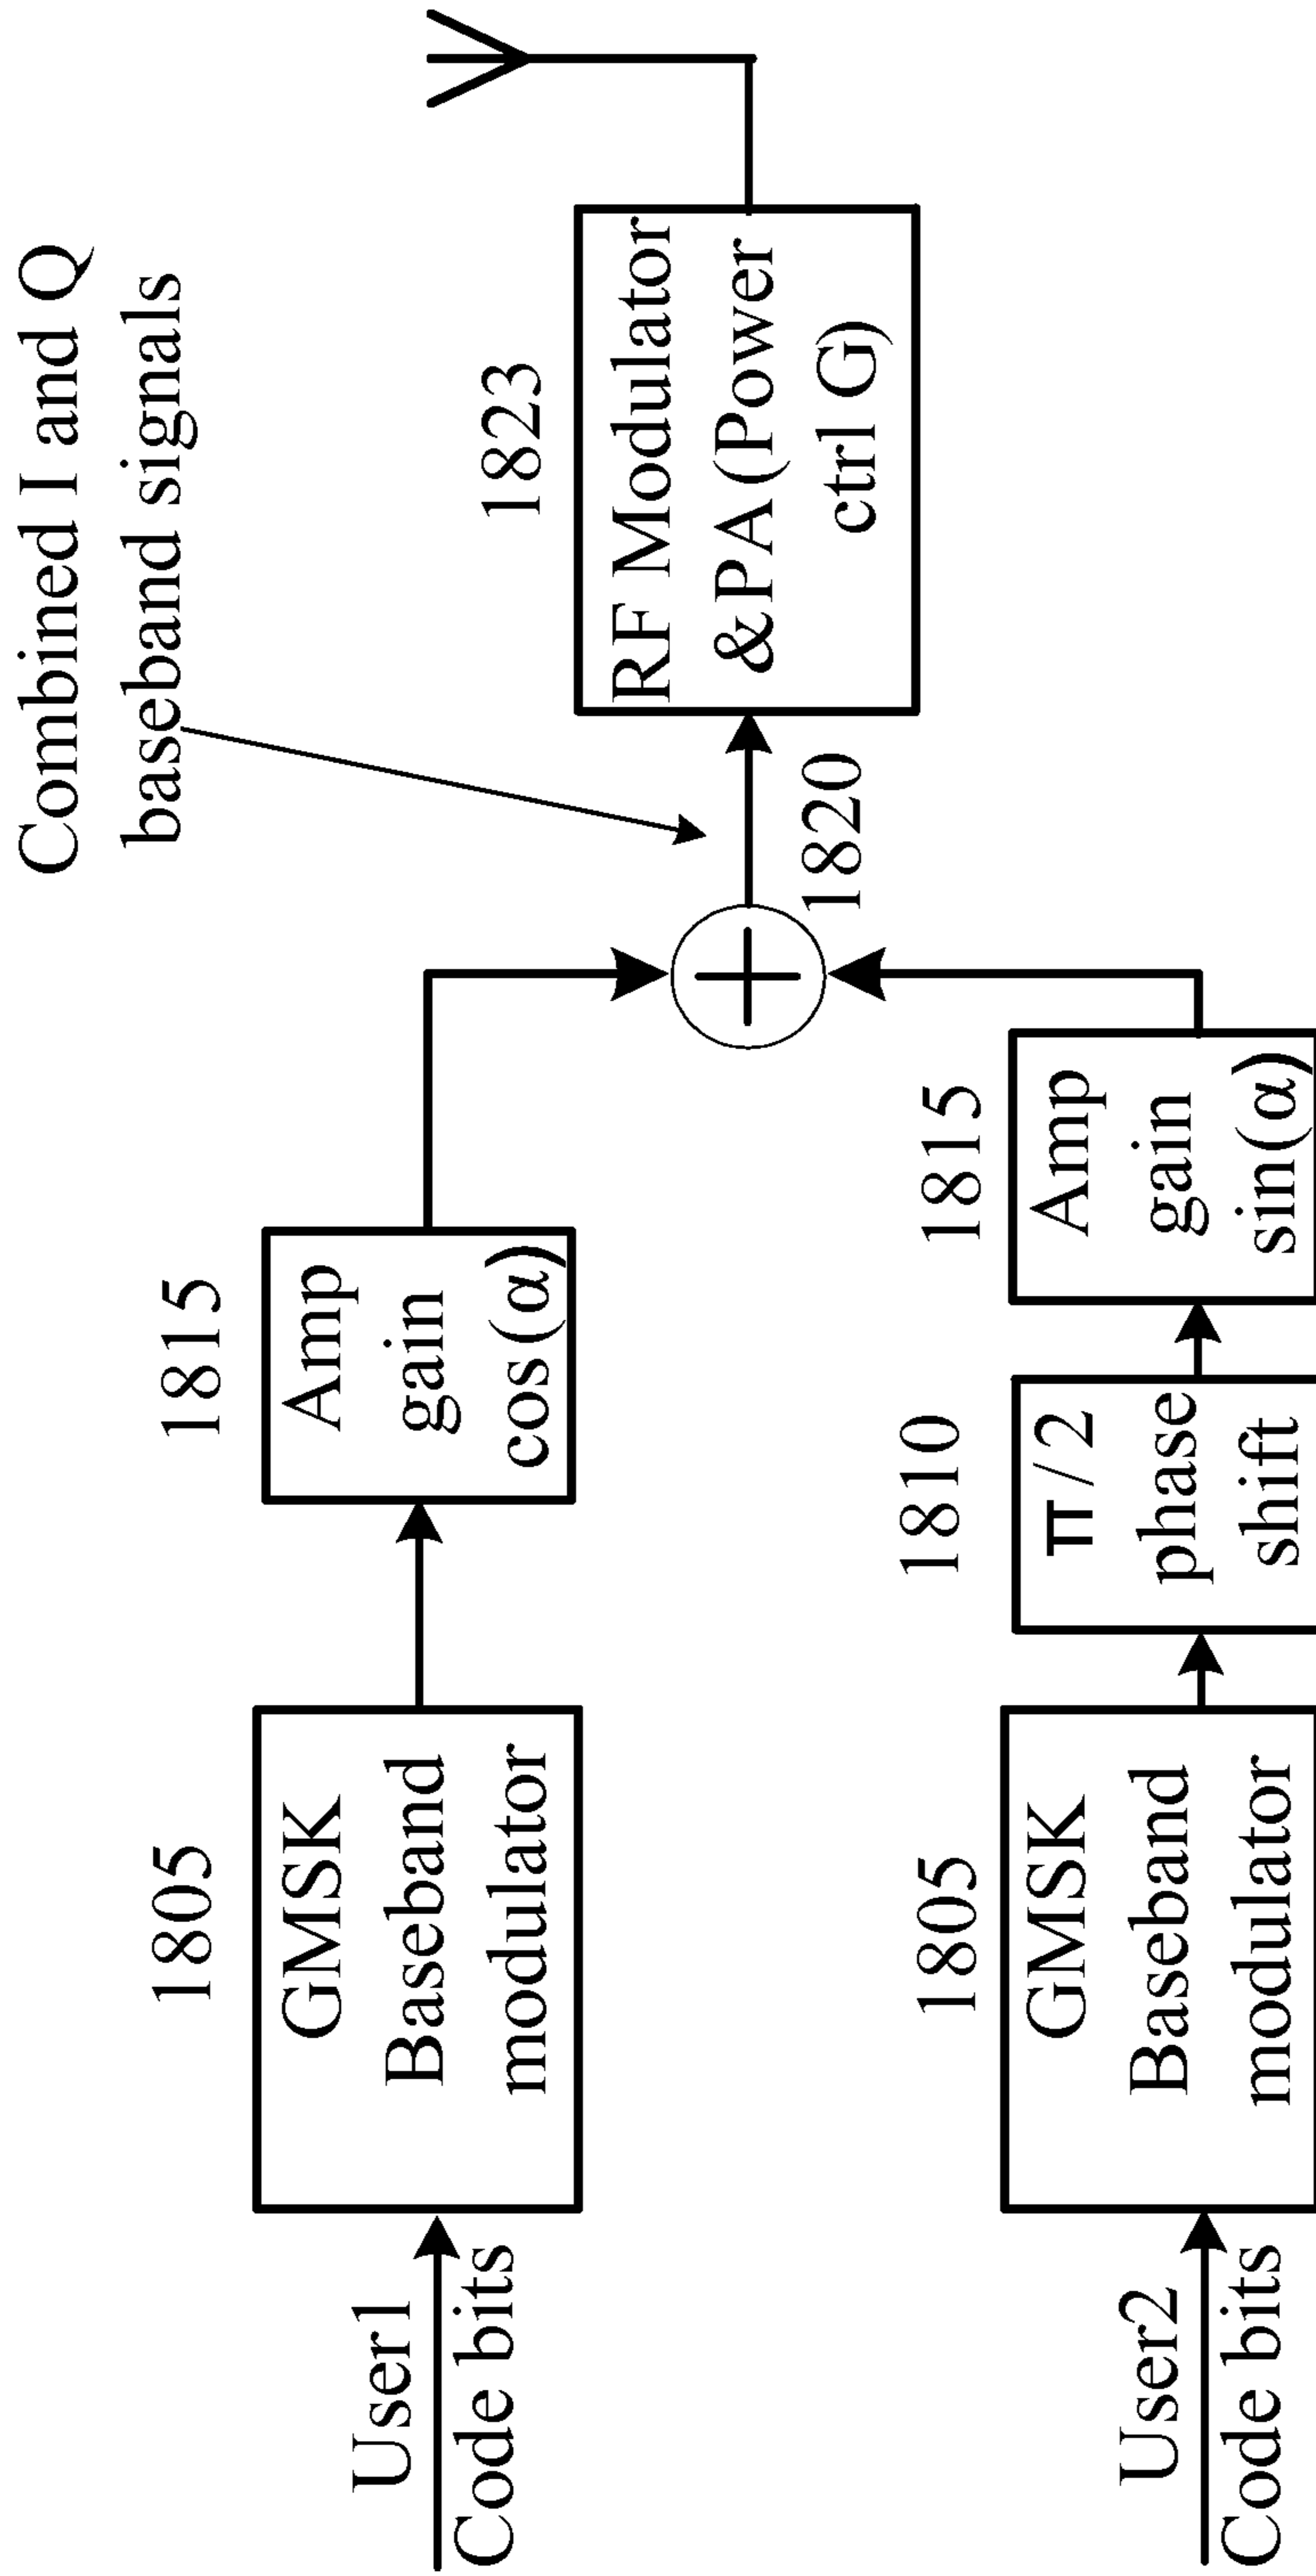 Combined I and Q
baseband signals
User1
Code bits
1805
GMSK
Baseband
modulator
1815
Amp
gain
cos(α)
1820
1823
RF Modulator
&PA(Power
ctrl G)
User2
Code bits
1805
GMSK
Baseband
modulator
1810
π/2
phase
shift
1815
Amp
gain
sin(α)